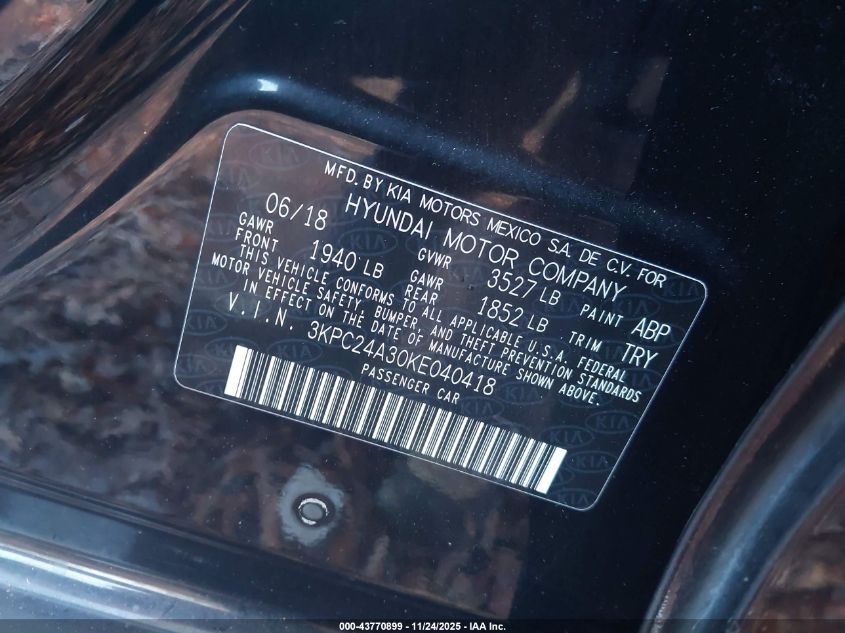 MFD. BY KIA MOTORS MEXICO S.A. DE C.V. FOR
HYUNDAI MOTOR COMPANY
06/18 GVWR 3527 LB PAINT ABP
GAWR FRONT 1940 LB GAWR REAR 1852 LB TRIM TRY
THIS VEHICLE CONFORMS TO ALL APPLICABLE U.S.A. FEDERAL
MOTOR VEHICLE SAFETY, BUMPER, AND THEFT PREVENTION STANDARDS
IN EFFECT ON THE DATE OF MANUFACTURE SHOWN ABOVE.
V.I.N. 3KPC24A30KE040418
PASSENGER CAR
000-43770899 - 11/24/2025 - IAA Inc.